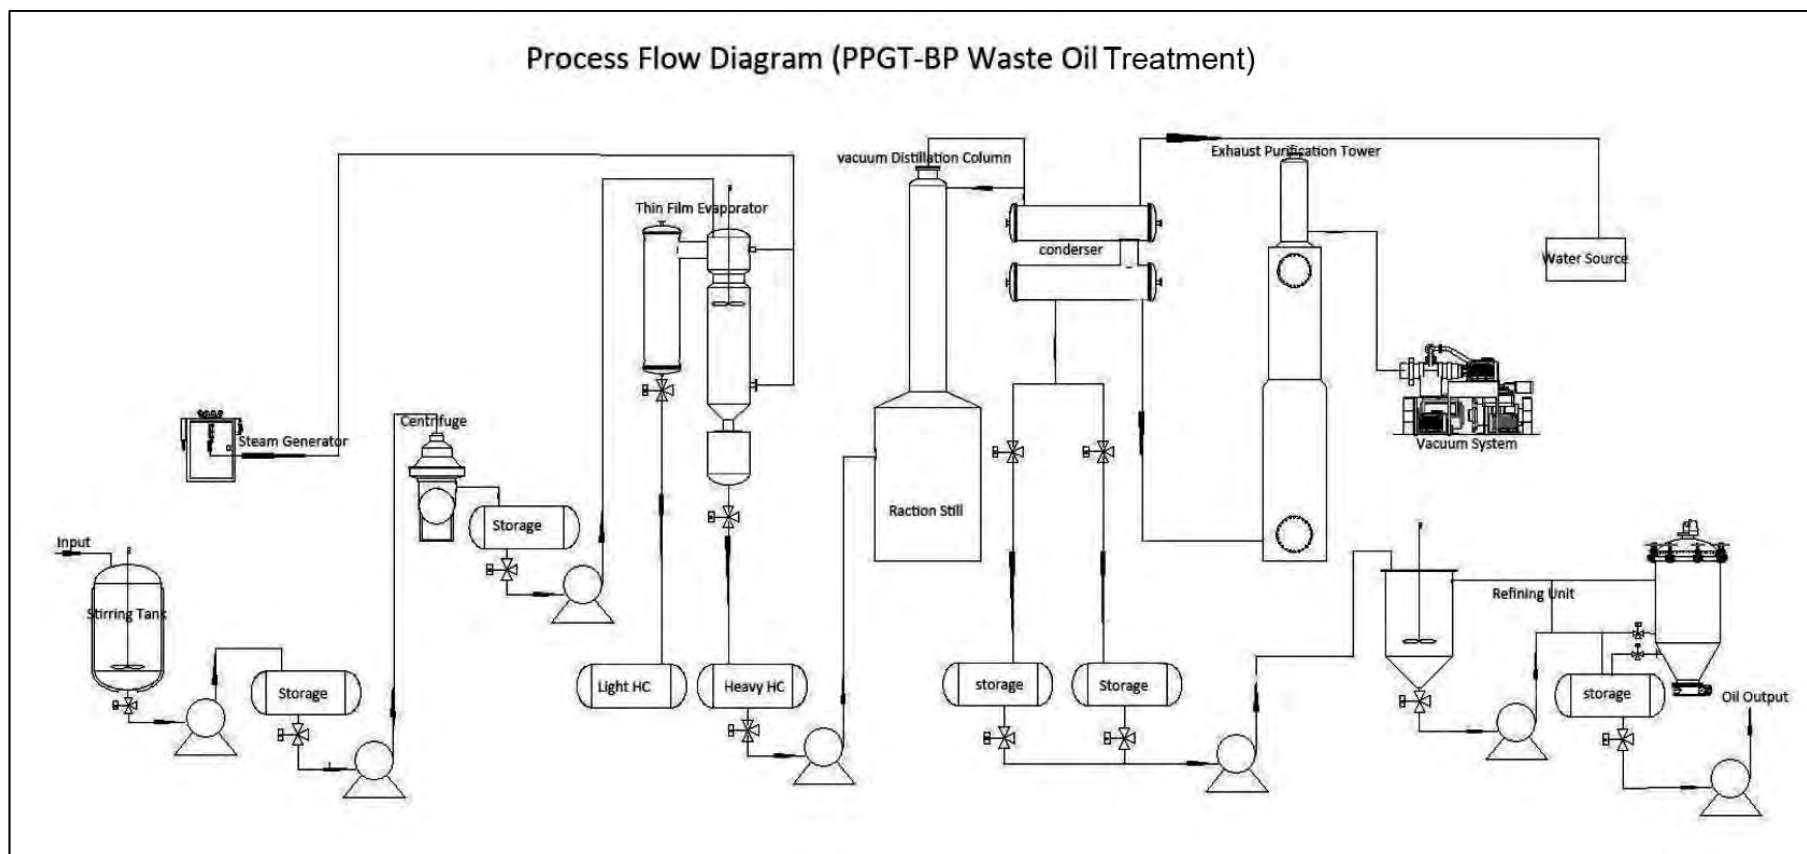 Process Flow Diagram (PPGT-BP Waste Oil Treatment)
vacuum Distillation Column
Exhaust Purification Tower
Thin Film Evaporator
conderser
Water Source
Steam Generator
Centrifuge
Vacuum System
Storage
Raction Still
Input
Stirring Tank
Refining Unit
Storage
Light HC
Heavy HC
storage
Storage
storage
Oil Output